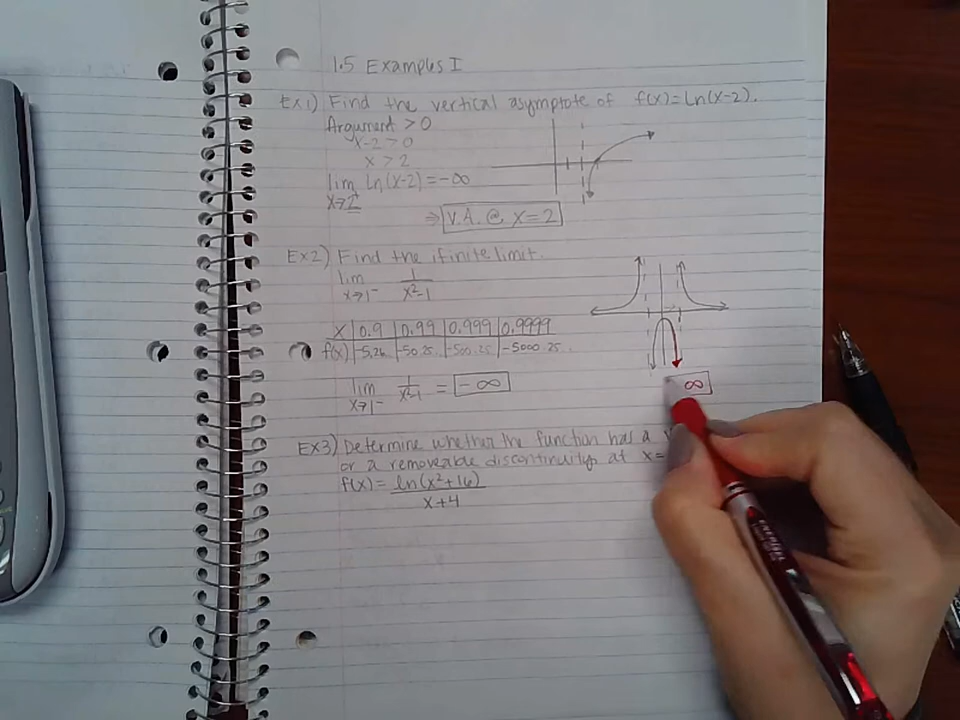 1.5 Examples I
Ex1) Find the vertical asymptote of f(x)=ln(x-2).
Argument > 0
x-2 > 0
x > 2
lim ln(x-2) = -∞
x→2
⇒ V.A. @ x=2
Ex2) Find the ifinite limit.
lim 1
x→1⁻ x²-1
x | 0.9 | 0.99 | 0.999 | 0.9999
f(x) | -5.26 | -50.25 | -500.25 | -5000.25
lim 1/x²-1 = -∞
x→1⁻
∞
Ex3) Determine whether the function has a
or a removeable discontinuity at x=
f(x) = ln(x²+16)
x+4